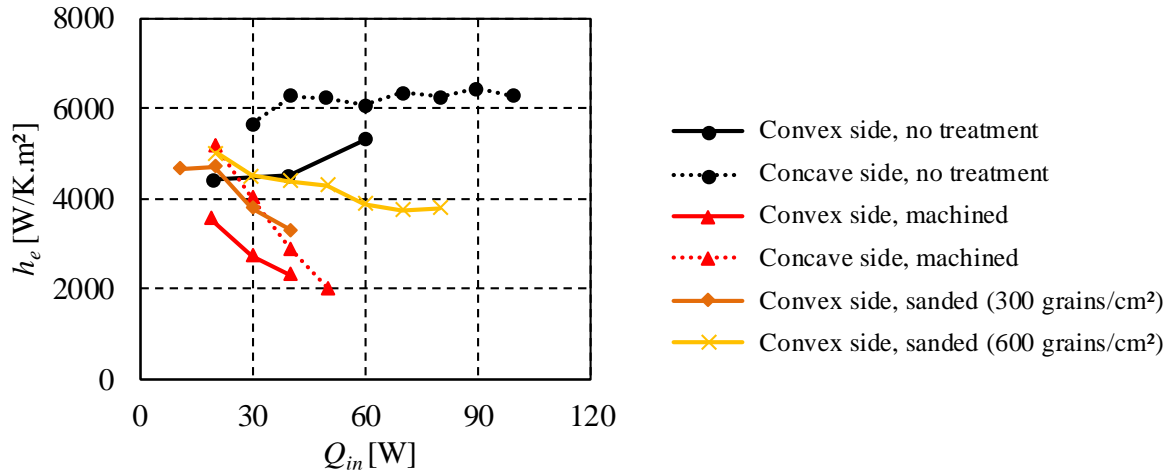 8000
6000
4000
2000
0
h_e [W/K.m²]
0 30 60 90 120
Q_in [W]
Convex side, no treatment
Concave side, no treatment
Convex side, machined
Concave side, machined
Convex side, sanded (300 grains/cm²)
Convex side, sanded (600 grains/cm²)